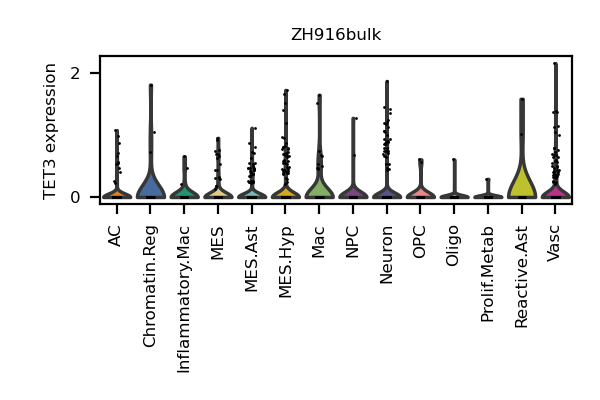 ZH916bulk
TET3 expression
2
0
AC
Chromatin.Reg
Inflammatory.Mac
MES
MES.Ast
MES.Hyp
Mac
NPC
Neuron
OPC
Oligo
Prolif.Metab
Reactive.Ast
Vasc